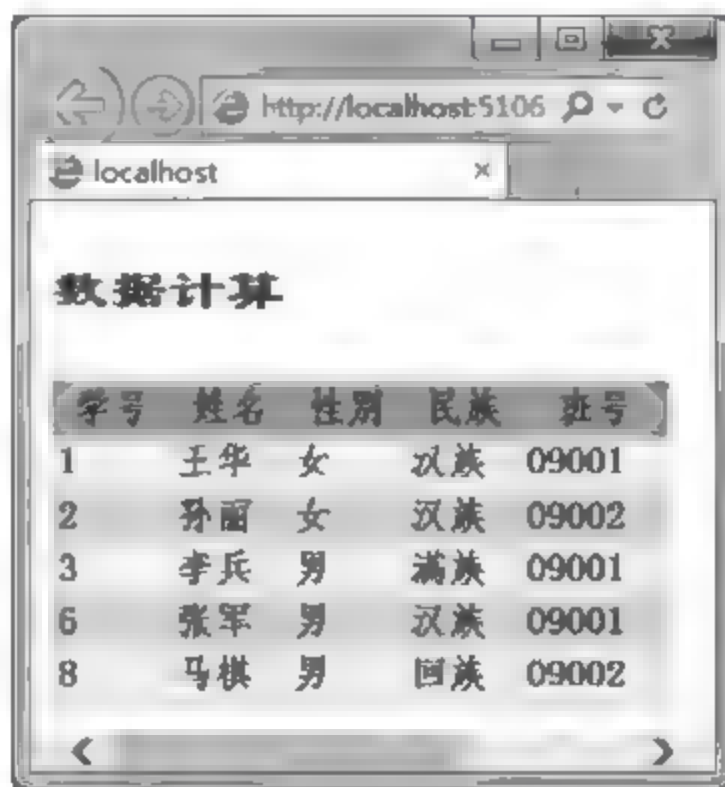 http://localhost:5106
localhost
数据计算
学号 姓名 性别 民族 班号
1 王华 女 汉族 09001
2 孙丽 女 汉族 09002
3 李兵 男 满族 09001
6 张军 男 汉族 09001
8 马棋 男 回族 09002